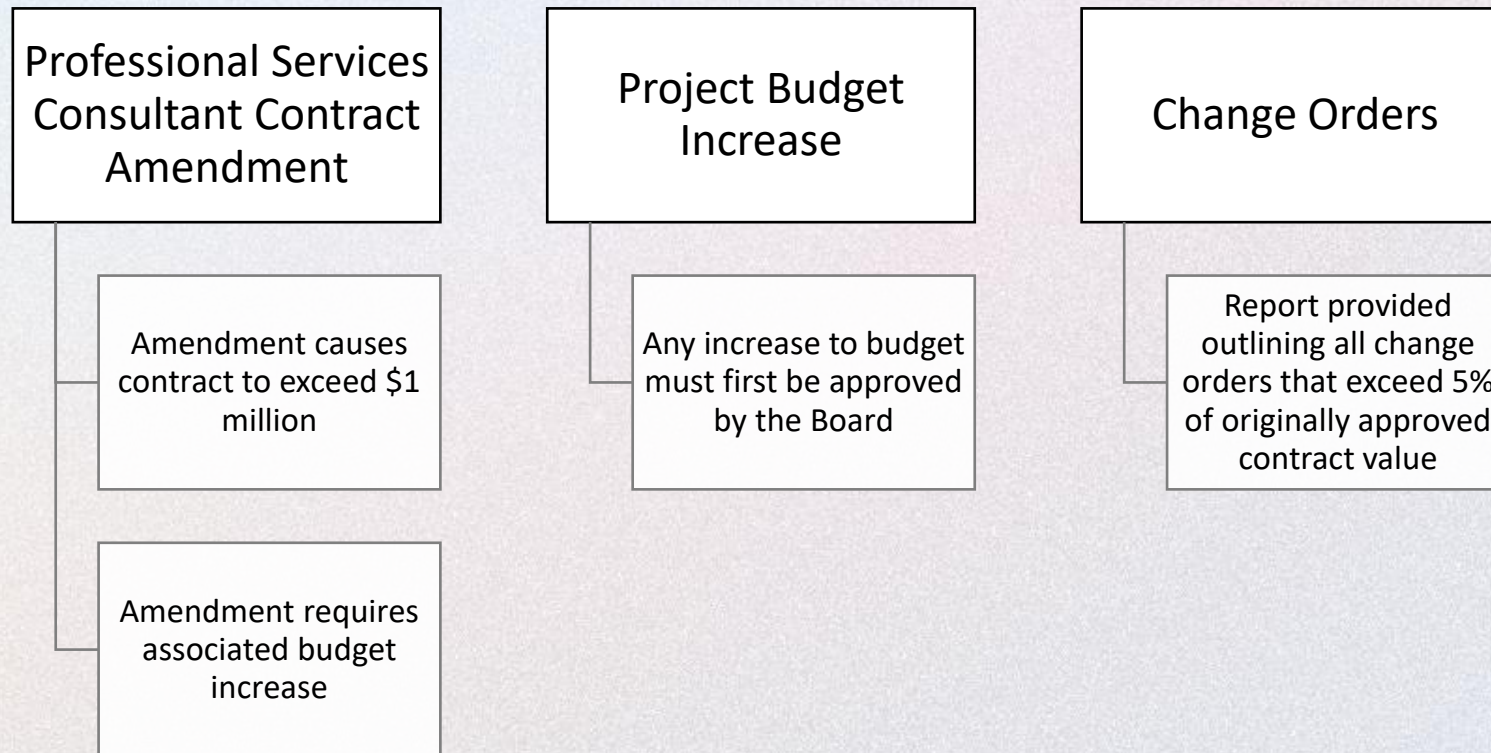 Professional Services
Consultant Contract
Amendment
Amendment causes
contract to exceed $1
million
Amendment requires
associated budget
increase
Project Budget
Increase
Any increase to budget
must first be approved
by the Board
Change Orders
Report provided
outlining all change
orders that exceed 5%
of originally approved
contract value